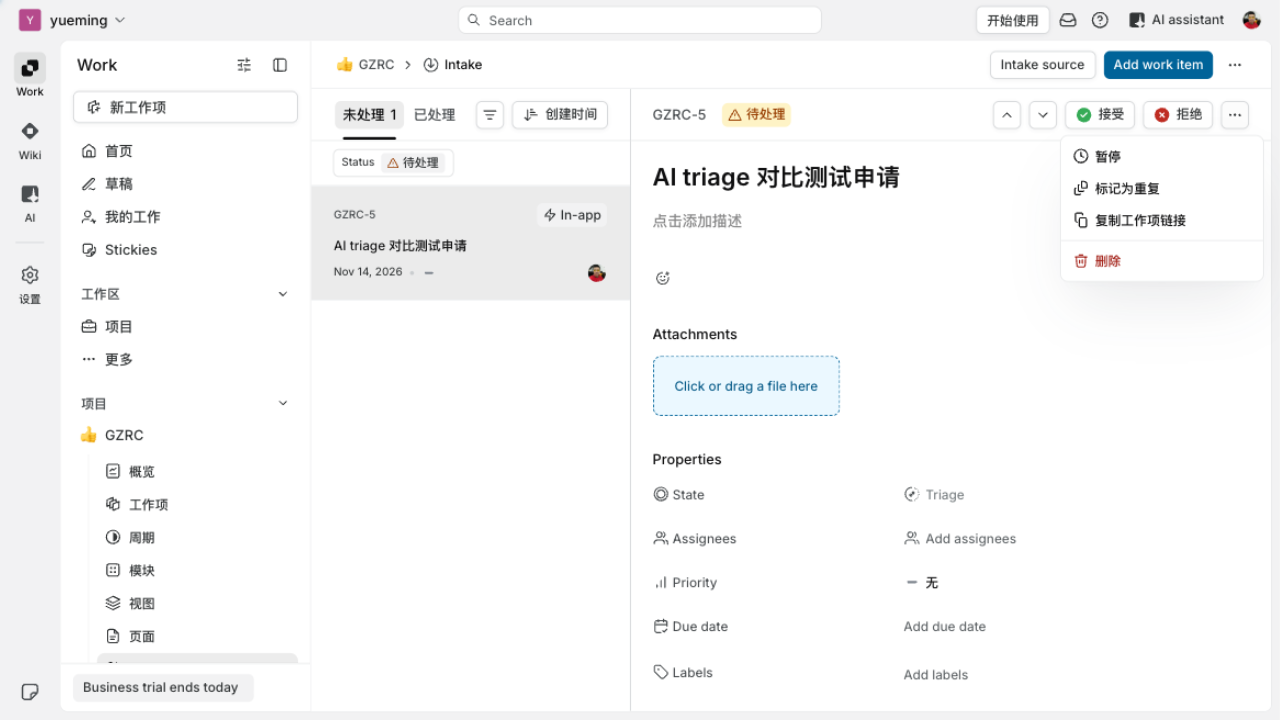 Y yueming
Search
开始使用
AI assistant
Work
Wiki
AI
设置
Work
新工作项
首页
草稿
我的工作
Stickies
工作区
项目
更多
项目
GZRC
概览
工作项
周期
模块
视图
页面
Business trial ends today
GZRC
Intake
Intake source
Add work item
未处理 1
已处理
创建时间
Status 待处理
GZRC-5
In-app
AI triage 对比测试申请
Nov 14, 2026
GZRC-5
待处理
接受
拒绝
暂停
标记为重复
复制工作项链接
删除
AI triage 对比测试申请
点击添加描述
Attachments
Click or drag a file here
Properties
State
Triage
Assignees
Add assignees
Priority
无
Due date
Add due date
Labels
Add labels